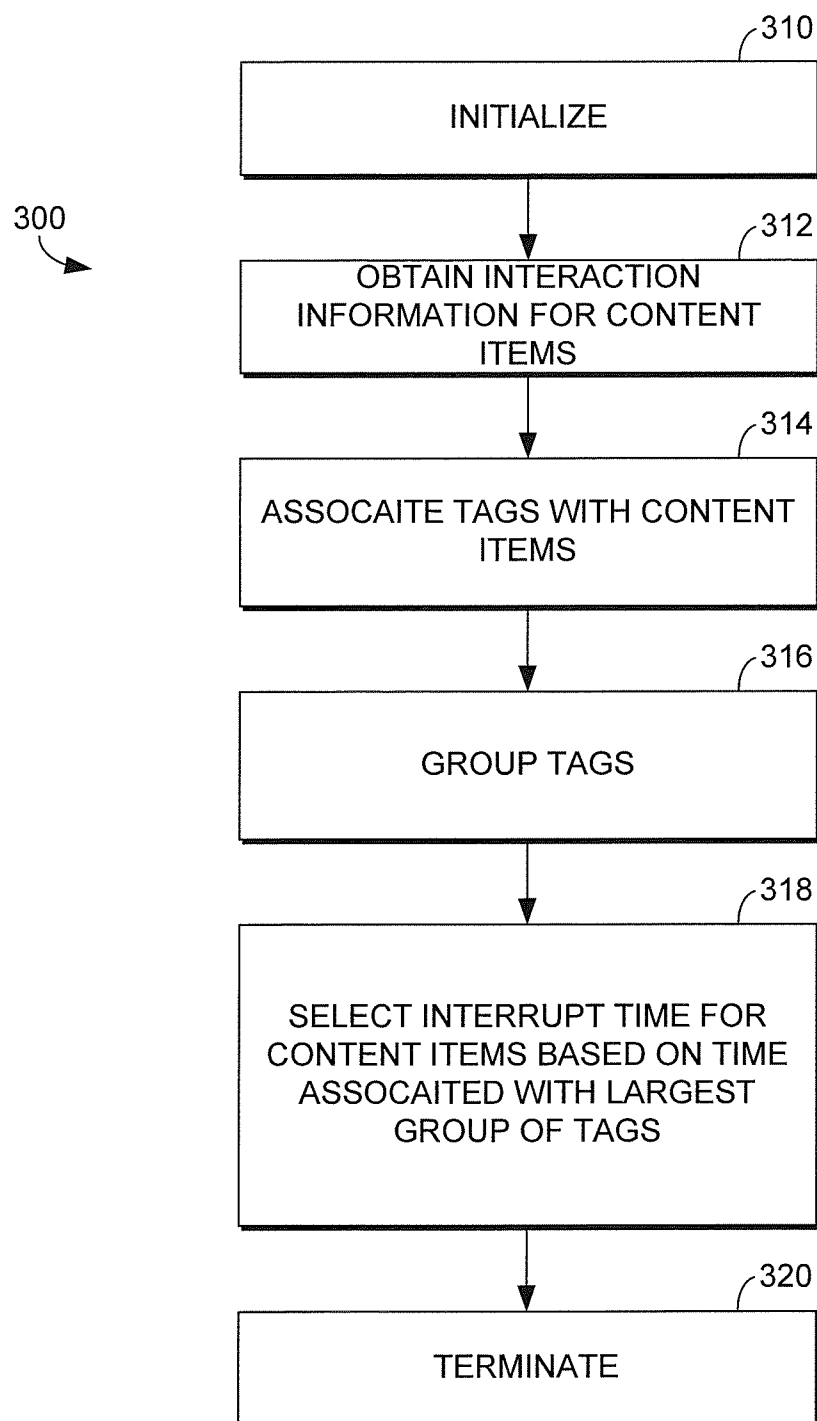 310
INITIALIZE
300
312
OBTAIN INTERACTION
INFORMATION FOR CONTENT
ITEMS
314
ASSOCAITE TAGS WITH CONTENT
ITEMS
316
GROUP TAGS
318
SELECT INTERRUPT TIME FOR
CONTENT ITEMS BASED ON TIME
ASSOCAITED WITH LARGEST
GROUP OF TAGS
320
TERMINATE